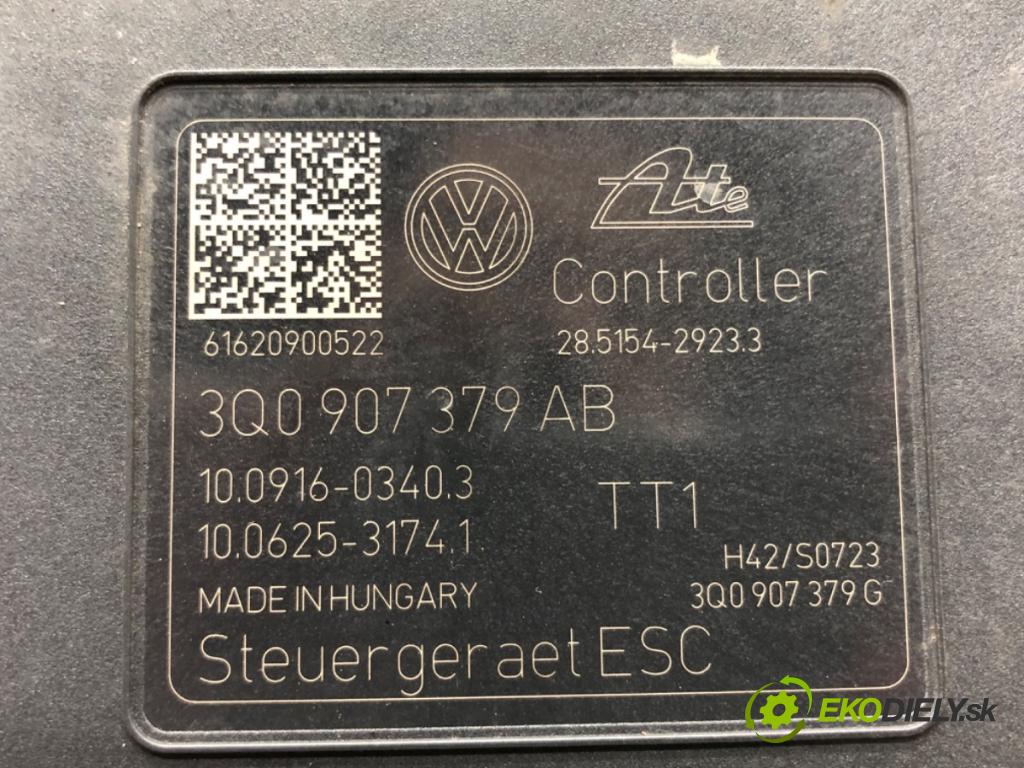 VW
Ate
Controller
61620900522
28.5154-2923.3
3Q0 907 379 AB
10.0916-0340.3
TT1
10.0625-3174.1
H42/S0723
MADE IN HUNGARY
3Q0 907 379 G
Steuergeraet ESC
EKODIELY.sk